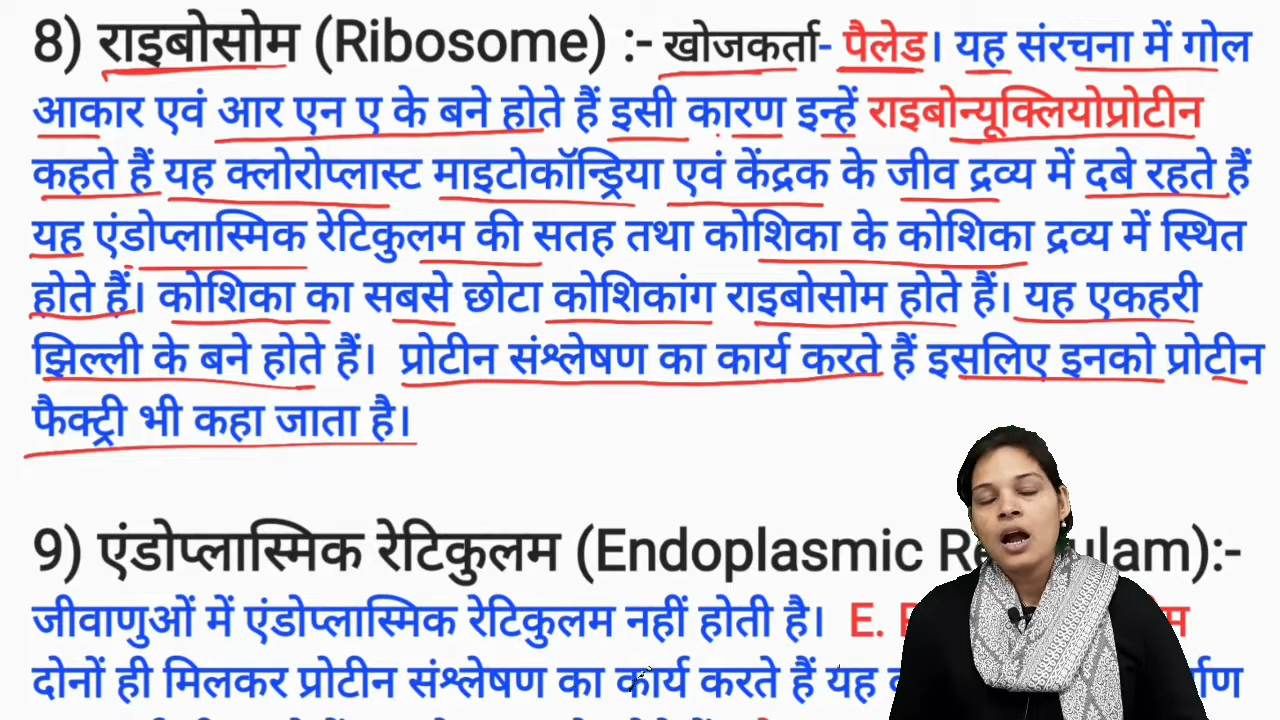 8) राइबोसोम (Ribosome) :- खोजकर्ता- पैलेड। यह संरचना में गोल
आकार एवं आर एन ए के बने होते हैं इसी कारण इन्हें राइबोन्यूक्लियोप्रोटीन
कहते हैं यह क्लोरोप्लास्ट माइटोकॉन्ड्रिया एवं केंद्रक के जीव द्रव्य में दबे रहते हैं
यह एंडोप्लास्मिक रेटिकुलम की सतह तथा कोशिका के कोशिका द्रव्य में स्थित
होते हैं। कोशिका का सबसे छोटा कोशिकांग राइबोसोम होते हैं। यह एकहरी
झिल्ली के बने होते हैं। प्रोटीन संश्लेषण का कार्य करते हैं इसलिए इनको प्रोटीन
फैक्ट्री भी कहा जाता है।
9) एंडोप्लास्मिक रेटिकुलम (Endoplasmic :-
जीवाणुओं में एंडोप्लास्मिक रेटिकुलम नहीं होती है। E.
दोनों ही मिलकर प्रोटीन संश्लेषण का कार्य करते हैं यह